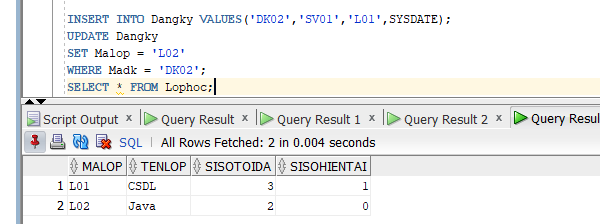 INSERT INTO Dangky VALUES('DK02','SV01','L01',SYSDATE);
UPDATE Dangky
SET Malop = 'L02'
WHERE Madk = 'DK02';
SELECT * FROM Lophoc;
Script Output x Query Result x Query Result 1 x Query Result 2 x Query Resul
SQL | All Rows Fetched: 2 in 0.004 seconds
MALOP TENLOP SISOTOIDA SISOHIENTAI
1 L01 CSDL 3 1
2 L02 Java 2 0